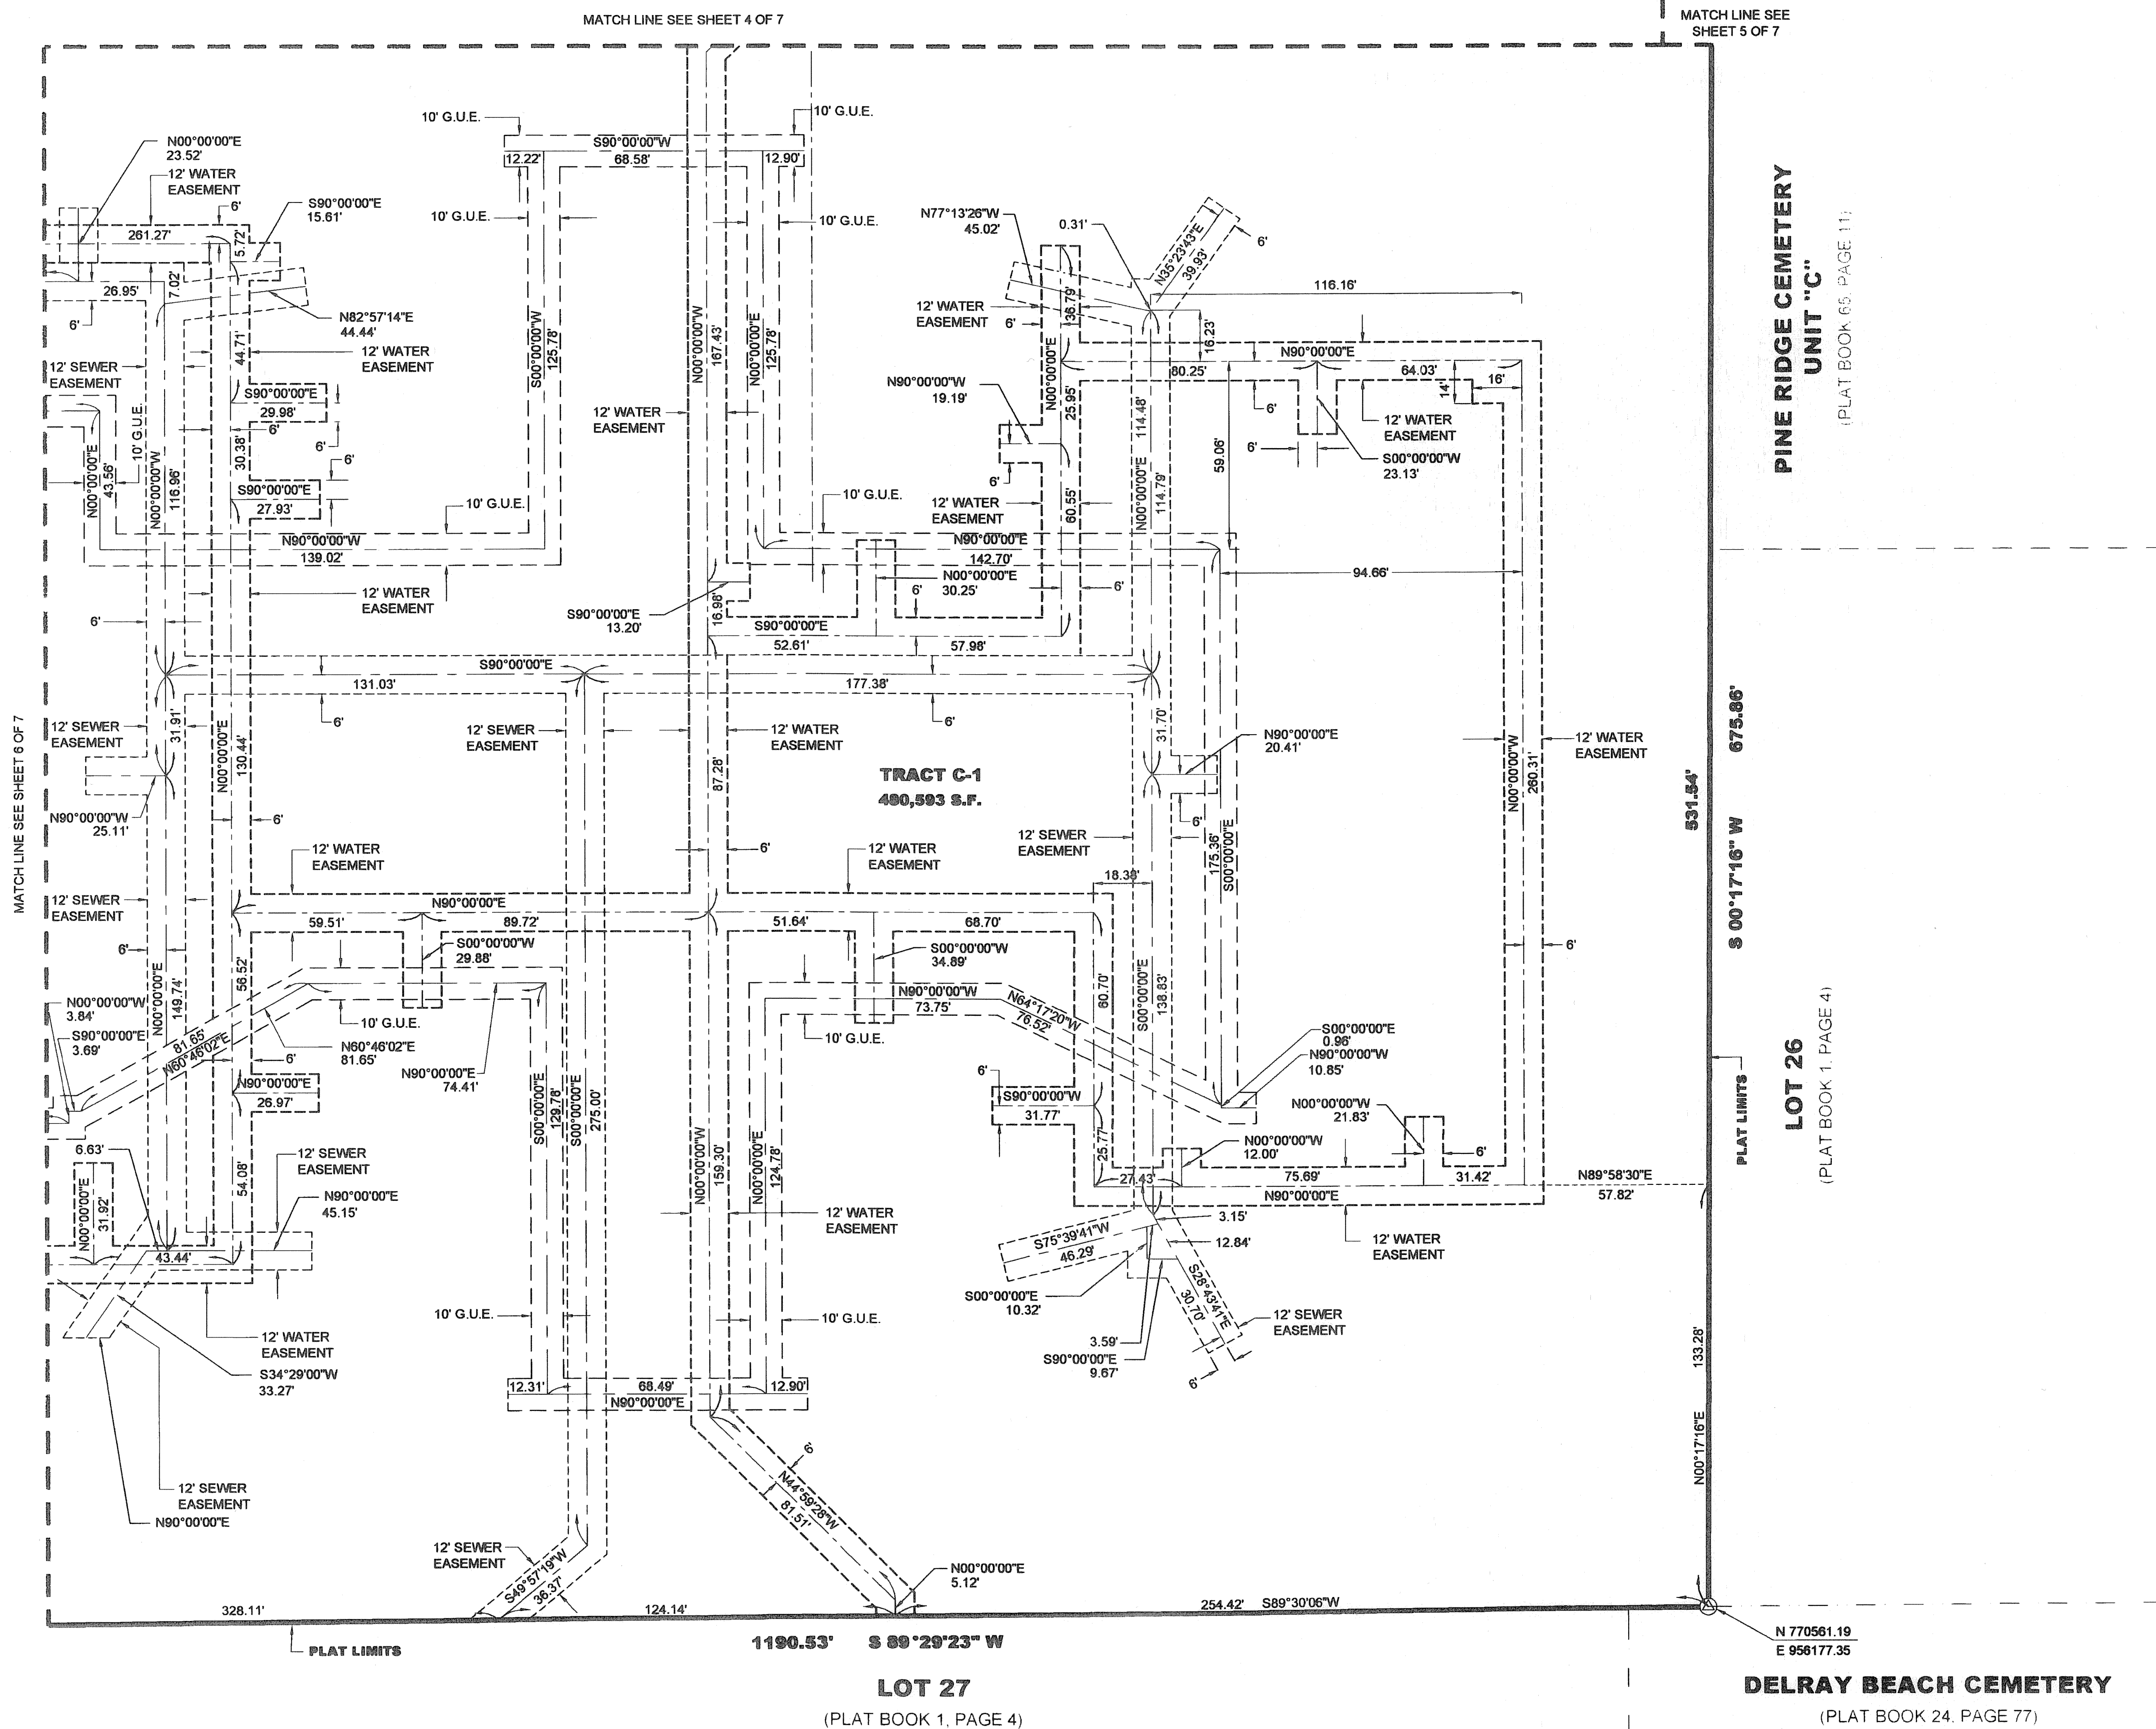 MATCH LINE SEE SHEET 4 OF 7
MATCH LINE SEE
SHEET 5 OF 7
10' G.U.E.
10' G.U.E.
N00°00'00"E
23.52'
S90°00'00"W
12.22'
68.58'
12.90'
12' WATER
EASEMENT
6'
S90°00'00"E
15.61'
261.27'
5.72'
10' G.U.E.
10' G.U.E.
N77°13'26"W
45.02'
0.31'
N35°23'43"E
39.93'
6'
PINE RIDGE CEMETERY
UNIT "C"
(PLAT BOOK 65, PAGE 11)
26.95'
7.02'
6'
N82°57'14"E
44.44'
12' WATER
EASEMENT
44.71'
12' SEWER
EASEMENT
S00°00'00"W
125.78'
N00°00'00"W
167.43'
N00°00'00"E
125.78'
12' WATER
EASEMENT
6'
36.79'
116.16'
16.23'
N90°00'00"E
80.25'
64.03'
14'
16'
N90°00'00"W
19.19'
N00°00'00"E
25.95'
114.48'
S90°00'00"E
29.98'
6'
6'
12' WATER
EASEMENT
6'
12' WATER
EASEMENT
6'
S00°00'00"W
23.13'
10' G.U.E.
N00°00'00"E
43.56'
N00°00'00"W
116.96'
30.38'
6'
S90°00'00"E
27.93'
10' G.U.E.
10' G.U.E.
6'
12' WATER
EASEMENT
60.55'
N00°00'00"E
114.79'
59.06'
N90°00'00"W
139.02'
N90°00'00"E
142.70'
N00°00'00"E
30.25'
94.66'
12' WATER
EASEMENT
6'
6'
6'
S90°00'00"E
13.20'
16.98'
S90°00'00"E
52.61'
57.98'
S90°00'00"E
131.03'
177.38'
6'
6'
12' SEWER
EASEMENT
31.91'
N00°00'00"E
130.44'
12' SEWER
EASEMENT
12' WATER
EASEMENT
87.28'
31.70'
N90°00'00"E
20.41'
12' WATER
EASEMENT
N00°00'00"W
260.31'
MATCH LINE SEE SHEET 6 OF 7
TRACT C-1
480,593 S.F.
531.54'
S 00°17'16" W 675.86'
N90°00'00"W
25.11'
6'
12' WATER
EASEMENT
6'
12' WATER
EASEMENT
12' SEWER
EASEMENT
6'
175.36'
S00°00'00"E
18.38'
12' SEWER
EASEMENT
N90°00'00"E
59.51'
89.72'
51.64'
68.70'
6'
S00°00'00"W
29.88'
S00°00'00"W
34.89'
6'
56.52'
N00°00'00"E
149.74'
60.70'
S00°00'00"E
138.83'
N00°00'00"W
3.84'
S90°00'00"E
3.69'
81.65'
N60°46'02"E
10' G.U.E.
N60°46'02"E
81.65'
6'
N90°00'00"E
74.41'
N90°00'00"W
73.75'
10' G.U.E.
N64°17'20"W
76.52'
S00°00'00"E
0.96'
N90°00'00"W
10.85'
LOT 26
(PLAT BOOK 1, PAGE 4)
PLAT LIMITS
N90°00'00"E
26.97'
S00°00'00"E
129.78'
S00°00'00"E
275.00'
N00°00'00"W
159.30'
N00°00'00"E
124.78'
6'
S90°00'00"W
31.77'
25.77'
N00°00'00"W
21.83'
N00°00'00"W
12.00'
6'
6.63'
12' SEWER
EASEMENT
27.43'
75.69'
31.42'
N90°00'00"E
N89°58'30"E
57.82'
N00°00'00"E
31.92'
54.08'
N90°00'00"E
45.15'
43.44'
12' WATER
EASEMENT
3.15'
12.84'
12' WATER
EASEMENT
S75°39'41"W
46.29'
S00°00'00"E
10.32'
S28°43'41"E
30.70'
12' SEWER
EASEMENT
3.59'
S90°00'00"E
9.67'
6'
10' G.U.E.
10' G.U.E.
12' WATER
EASEMENT
S34°29'00"W
33.27'
133.28'
N00°17'16"E
12.31'
68.49'
12.90'
N90°00'00"E
12' SEWER
EASEMENT
N90°00'00"E
6'
N44°59'28"W
81.51'
12' SEWER
EASEMENT
S49°57'19"W
36.37'
N00°00'00"E
5.12'
328.11'
124.14'
254.42' S89°30'06"W
PLAT LIMITS
1190.53' S 89°29'23" W
N 770561.19
E 956177.35
LOT 27
(PLAT BOOK 1, PAGE 4)
DELRAY BEACH CEMETERY
(PLAT BOOK 24, PAGE 77)